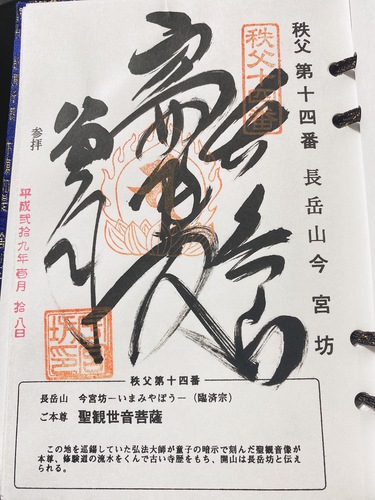 秩父 第十四番 長岳山今宮坊
秩父十四番
参拝
平成弐拾九年壱月 拾八日
秩父第十四番
長岳山 今宮坊ーいまみやぼうー(臨済宗)
ご本尊 聖観世音菩薩
この地を巡錫していた弘法大師が童子の暗示で刻んだ聖観音像が
本尊、修験道の流水をくんで古い寺歴をもち、開山は長岳坊と伝え
られる。